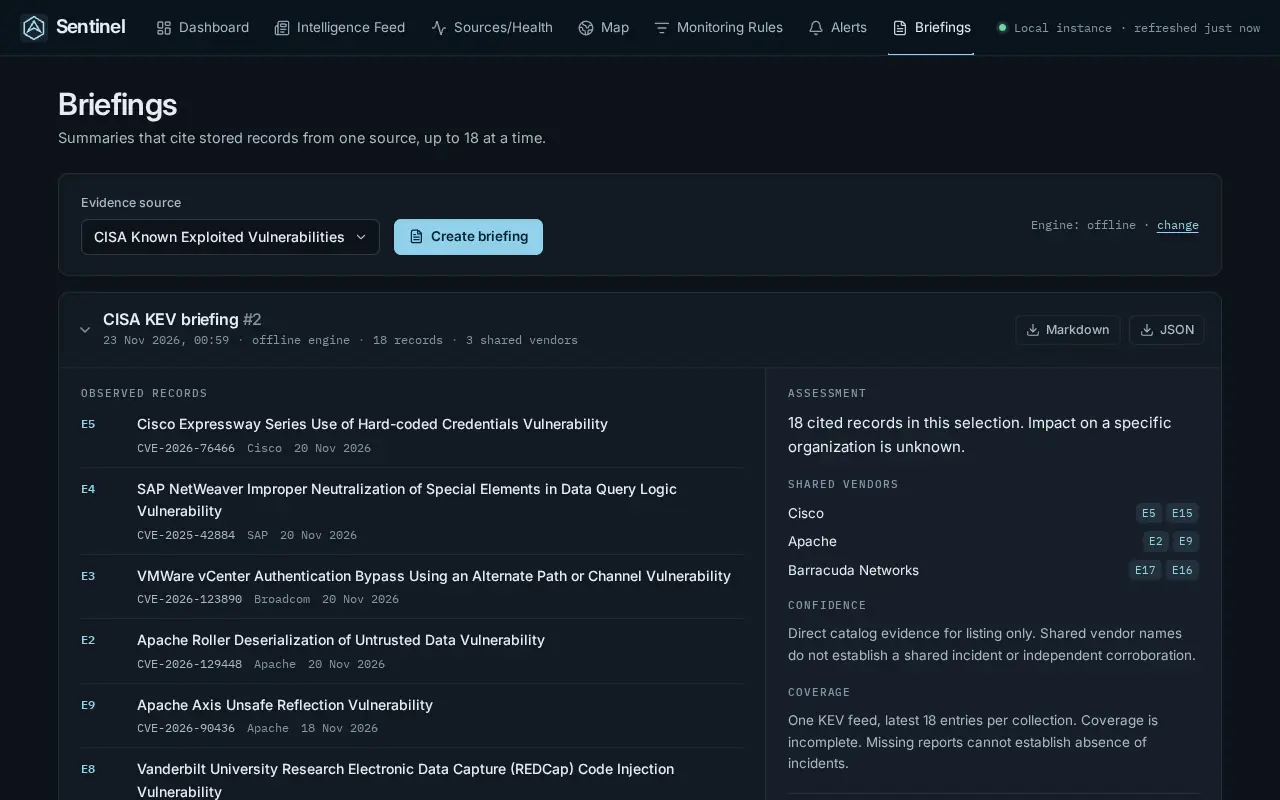 Sentinel
Dashboard
Intelligence Feed
Sources/Health
Map
Monitoring Rules
Alerts
Briefings
Local instance · refreshed just now
Briefings
Summaries that cite stored records from one source, up to 18 at a time.
Evidence source
CISA Known Exploited Vulnerabilities
Create briefing
Engine: offline · change
CISA KEV briefing #2
23 Nov 2026, 00:59 · offline engine · 18 records · 3 shared vendors
Markdown
JSON
OBSERVED RECORDS
E5
Cisco Expressway Series Use of Hard-coded Credentials Vulnerability
CVE-2026-76466 Cisco 20 Nov 2026
E4
SAP NetWeaver Improper Neutralization of Special Elements in Data Query Logic
Vulnerability
CVE-2025-42884 SAP 20 Nov 2026
E3
VMWare vCenter Authentication Bypass Using an Alternate Path or Channel Vulnerability
CVE-2026-123890 Broadcom 20 Nov 2026
E2
Apache Roller Deserialization of Untrusted Data Vulnerability
CVE-2026-129448 Apache 20 Nov 2026
E9
Apache Axis Unsafe Reflection Vulnerability
CVE-2026-90436 Apache 18 Nov 2026
E8
Vanderbilt University Research Electronic Data Capture (REDCap) Code Injection
Vulnerability
ASSESSMENT
18 cited records in this selection. Impact on a specific
organization is unknown.
SHARED VENDORS
Cisco E5 E15
Apache E2 E9
Barracuda Networks E17 E16
CONFIDENCE
Direct catalog evidence for listing only. Shared vendor names
do not establish a shared incident or independent corroboration.
COVERAGE
One KEV feed, latest 18 entries per collection. Coverage is
incomplete. Missing reports cannot establish absence of
incidents.